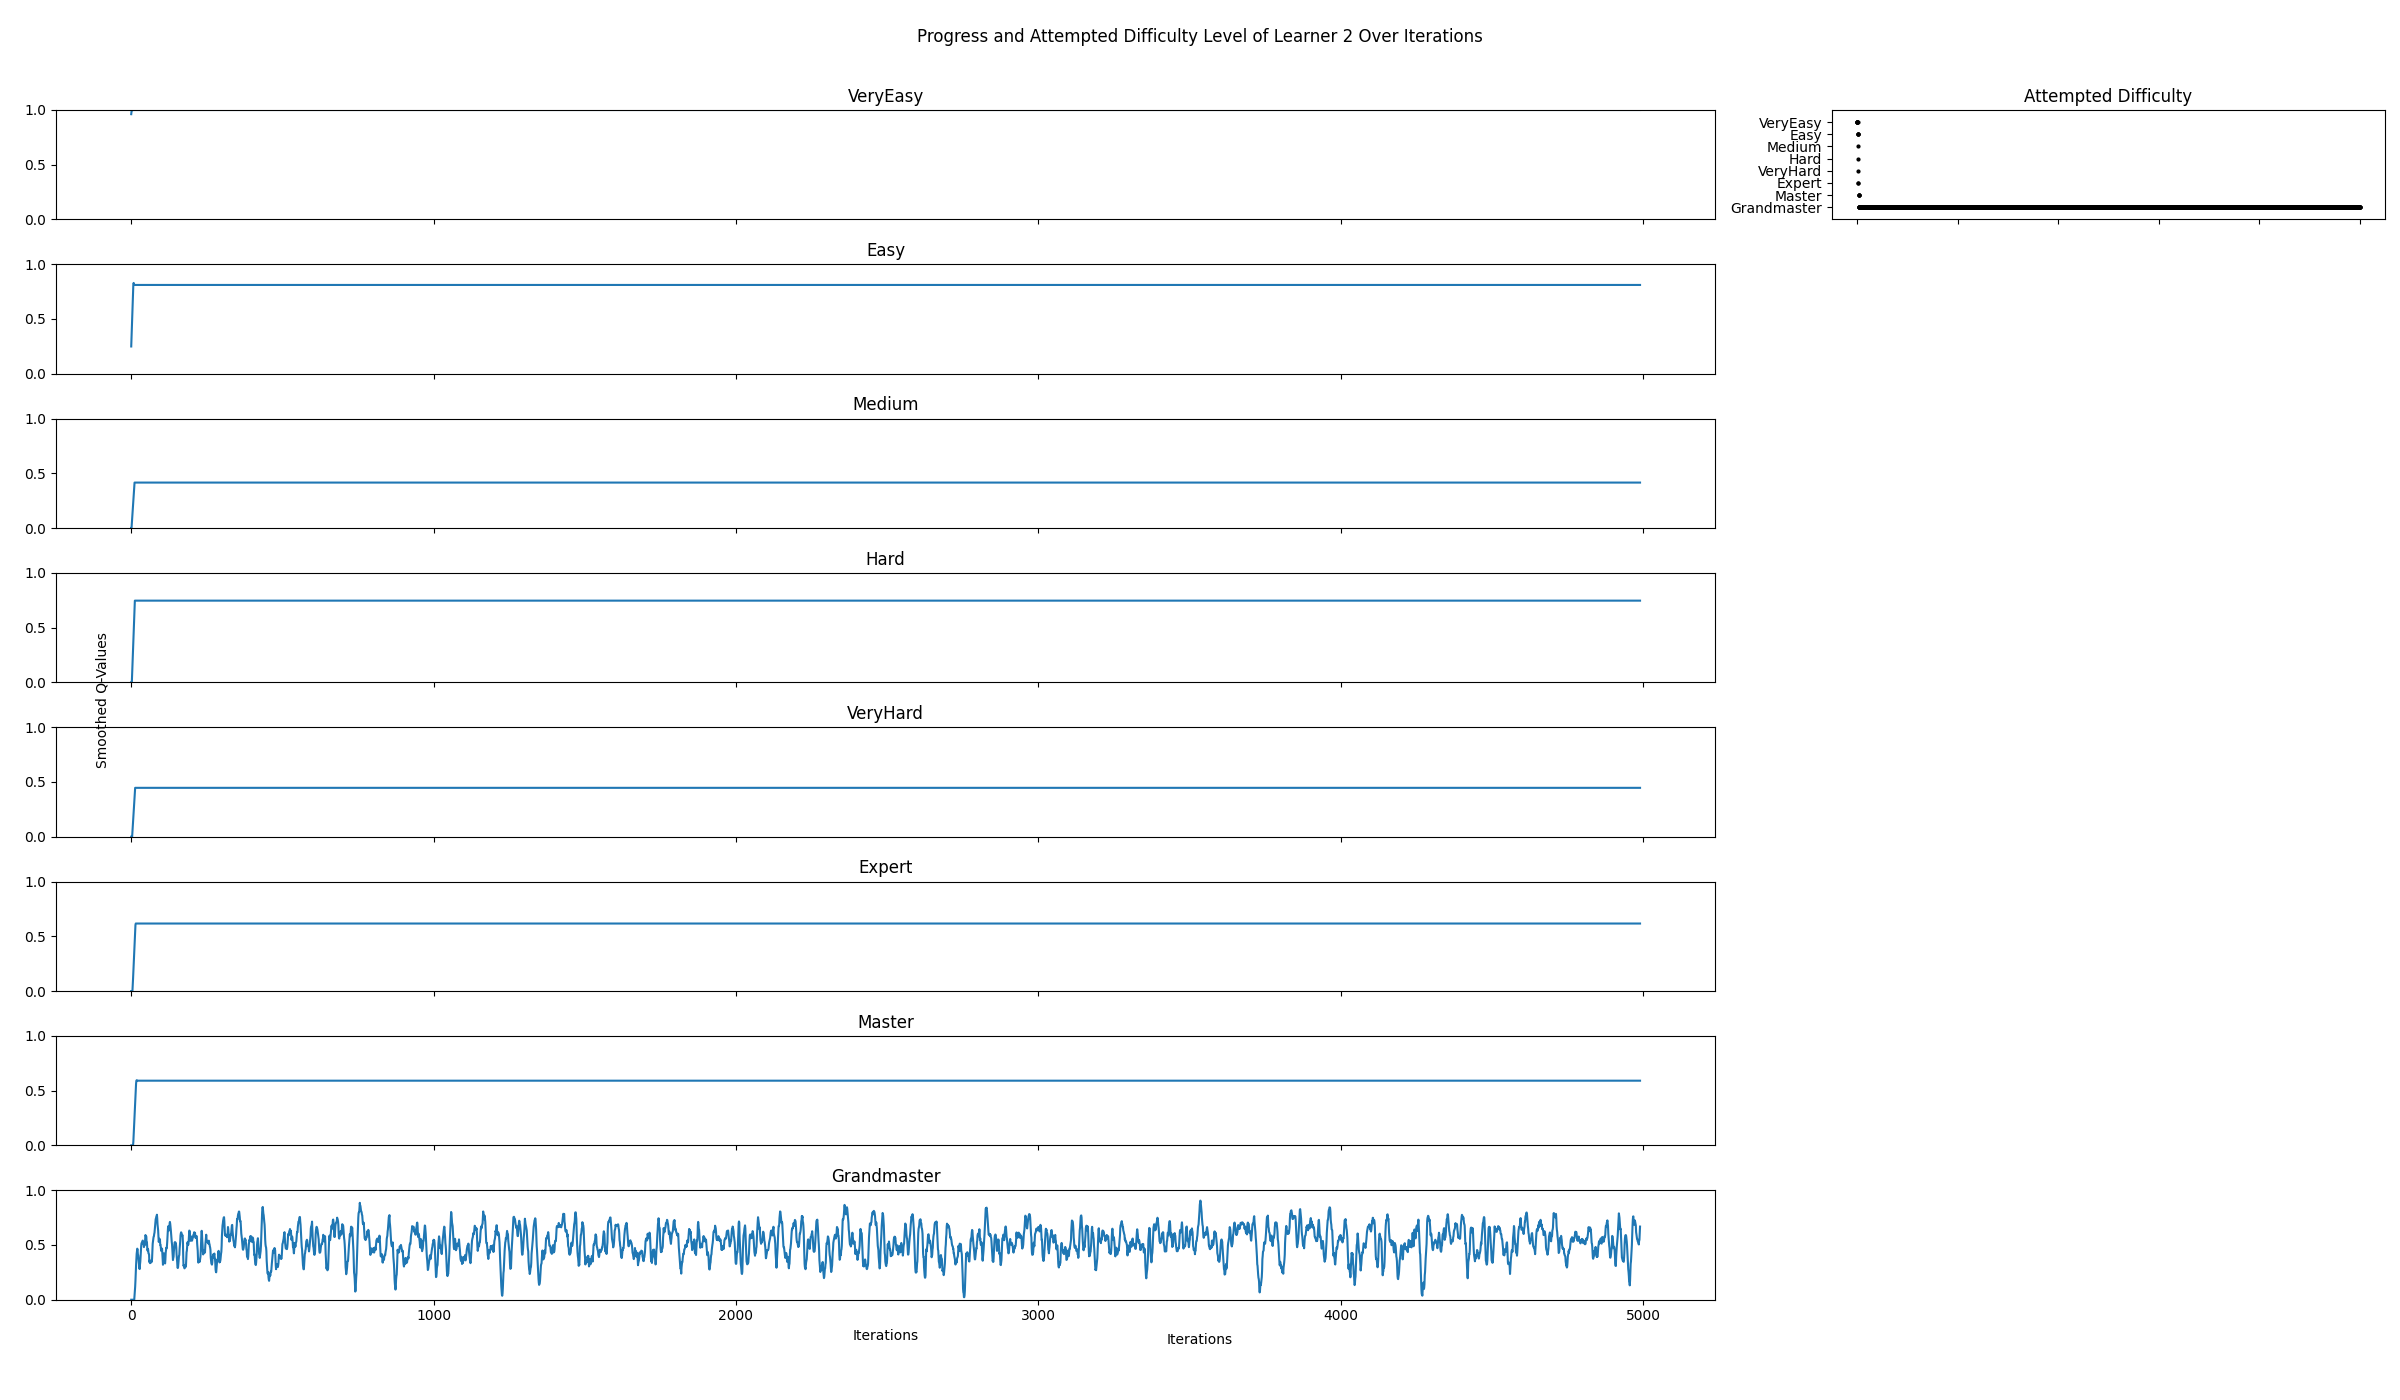 Progress and Attempted Difficulty Level of Learner 2 Over Iterations
VeryEasy
1.0
0.5
0.0
Attempted Difficulty
VeryEasy
Easy
Medium
Hard
VeryHard
Expert
Master
Grandmaster
Easy
1.0
0.5
0.0
Medium
1.0
0.5
0.0
Hard
1.0
0.5
0.0
Smoothed Q-Values
VeryHard
1.0
0.5
0.0
Expert
1.0
0.5
0.0
Master
1.0
0.5
0.0
Grandmaster
1.0
0.5
0.0
0 1000 2000 3000 4000 5000
Iterations
Iterations